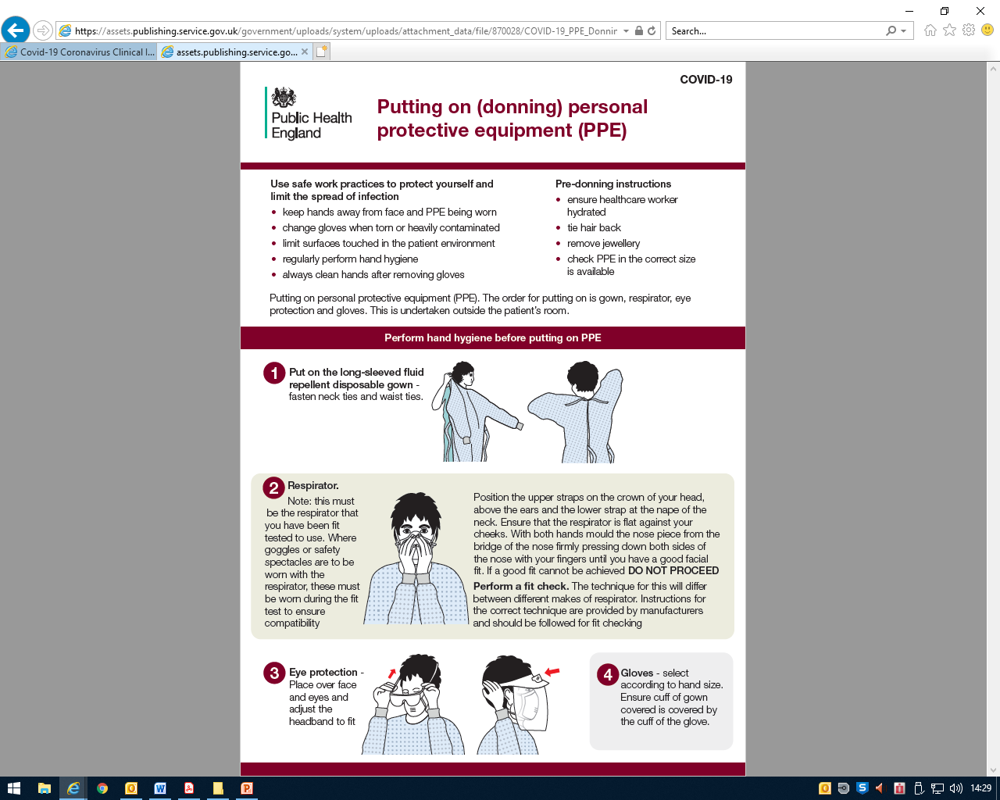 https://assets.publishing.service.gov.uk/government/uploads/system/uploads/attachment_data/file/870028/COVID-19_PPE_Donnin
Search...
Covid-19 Coronavirus Clinical I...
assets.publishing.service.go...
COVID-19
Public Health
England
Putting on (donning) personal
protective equipment (PPE)
Use safe work practices to protect yourself and
limit the spread of infection
• keep hands away from face and PPE being worn
• change gloves when torn or heavily contaminated
• limit surfaces touched in the patient environment
• regularly perform hand hygiene
• always clean hands after removing gloves
Pre-donning instructions
• ensure healthcare worker
hydrated
• tie hair back
• remove jewellery
• check PPE in the correct size
is available
Putting on personal protective equipment (PPE). The order for putting on is gown, respirator, eye
protection and gloves. This is undertaken outside the patient's room.
Perform hand hygiene before putting on PPE
1 Put on the long-sleeved fluid
repellent disposable gown -
fasten neck ties and waist ties.
2 Respirator.
Note: this must
be the respirator that
you have been fit
tested to use. Where
goggles or safety
spectacles are to be
worn with the
respirator, these must
be worn during the fit
test to ensure
compatibility
Position the upper straps on the crown of your head,
above the ears and the lower strap at the nape of the
neck. Ensure that the respirator is flat against your
cheeks. With both hands mould the nose piece from the
bridge of the nose firmly pressing down both sides of
the nose with your fingers until you have a good facial
fit. If a good fit cannot be achieved DO NOT PROCEED
Perform a fit check. The technique for this will differ
between different makes of respirator. Instructions for
the correct technique are provided by manufacturers
and should be followed for fit checking
3 Eye protection -
Place over face
and eyes and
adjust the
headband to fit
4 Gloves - select
according to hand size.
Ensure cuff of gown
covered is covered by
the cuff of the glove.
14:29